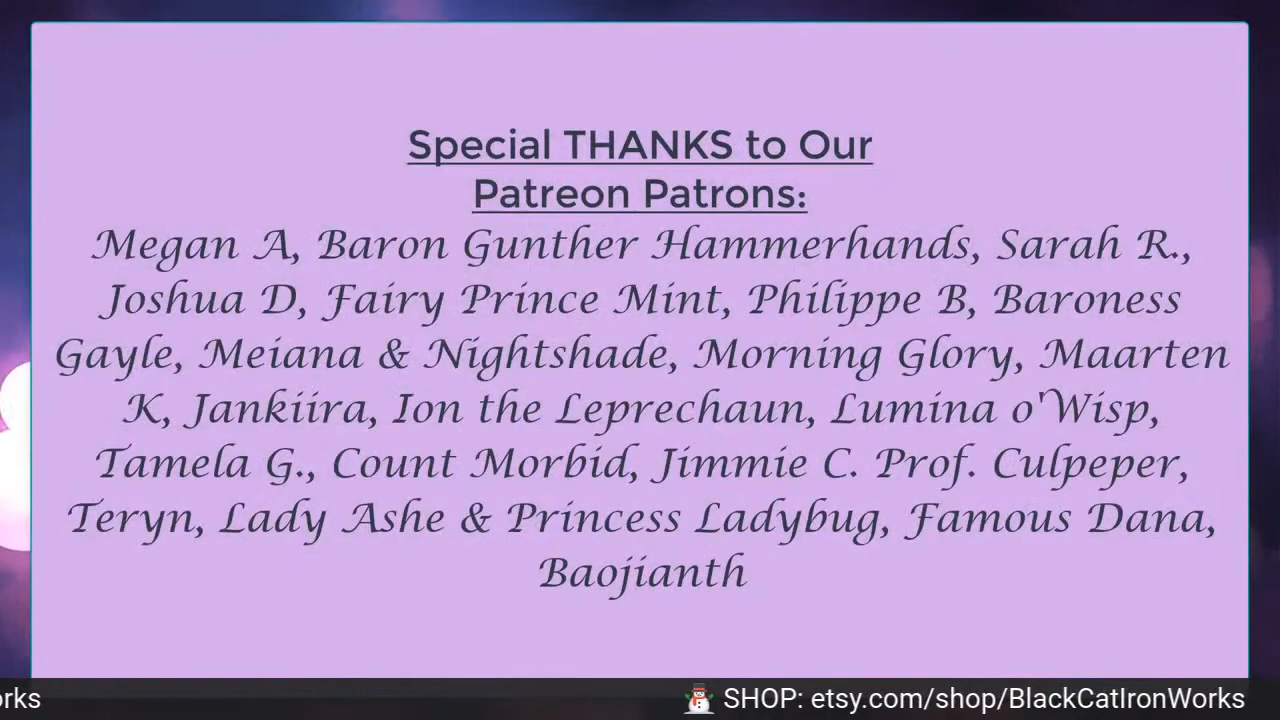 Special THANKS to Our
Patreon Patrons:
Megan A, Baron Gunther Hammerhands, Sarah R.,
Joshua D, Fairy Prince Mint, Philippe B, Baroness
Gayle, Meiana & Nightshade, Morning Glory, Maarten
K, Jankiira, Ion the Leprechaun, Lumina o'Wisp,
Tamela G., Count Morbid, Jimmie C. Prof. Culpeper,
Teryn, Lady Ashe & Princess Ladybug, Famous Dana,
Baojianth
orks ⛄ SHOP: etsy.com/shop/BlackCatIronWorks